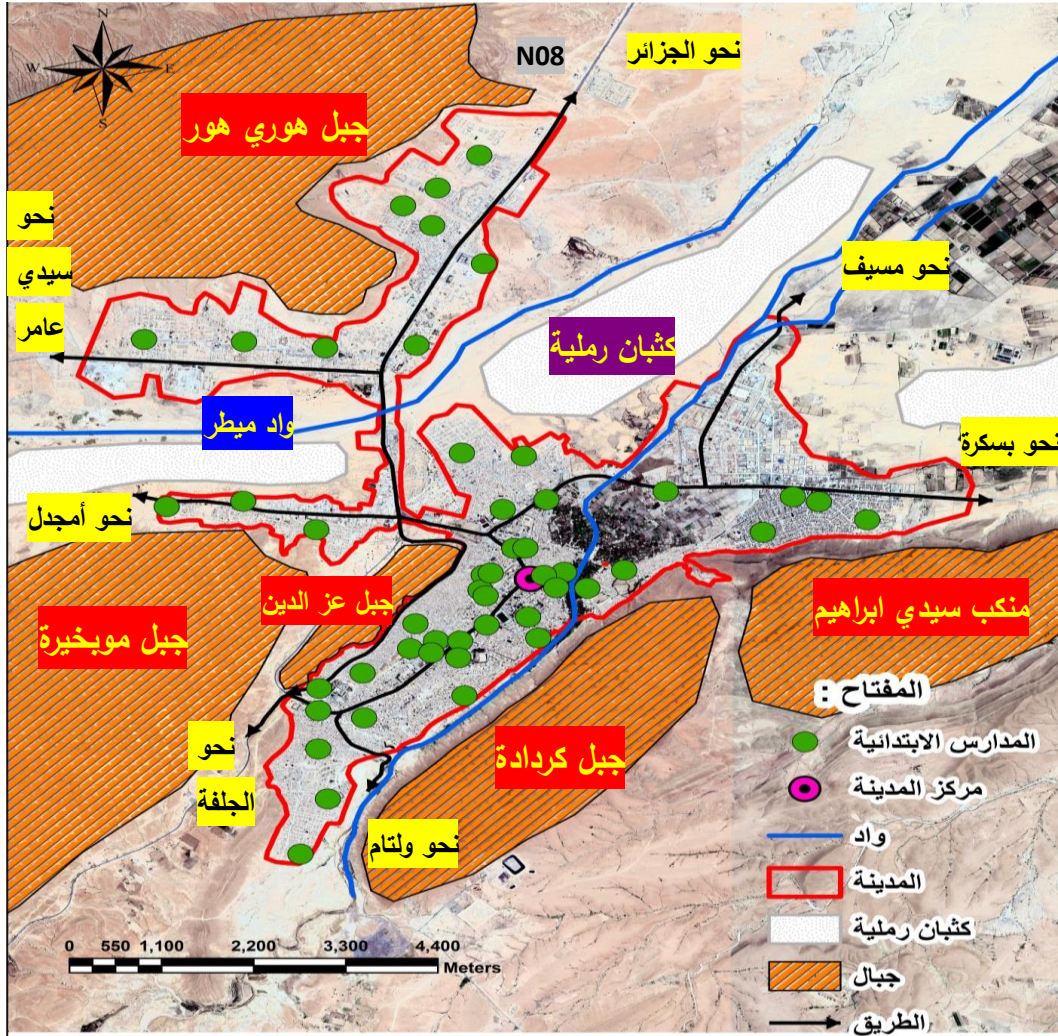 N
W
E
S
N08
نحو الجزائر
جبل هوري هور
نحو
سيدي
عامر
نحو مسيف
كثبان رملية
واد ميطر
نحو بسكرة
نحو أمجدل
جبل عز الدين
جبل موبخيرة
منكب سيدي ابراهيم
نحو
الجلفة
جبل كردادة
نحو ولتام
المفتاح :
المدارس الابتدائية
مركز المدينة
واد
المدينة
كثبان رملية
جبال
الطريق
0 550 1,100 2,200 3,300 4,400
Meters